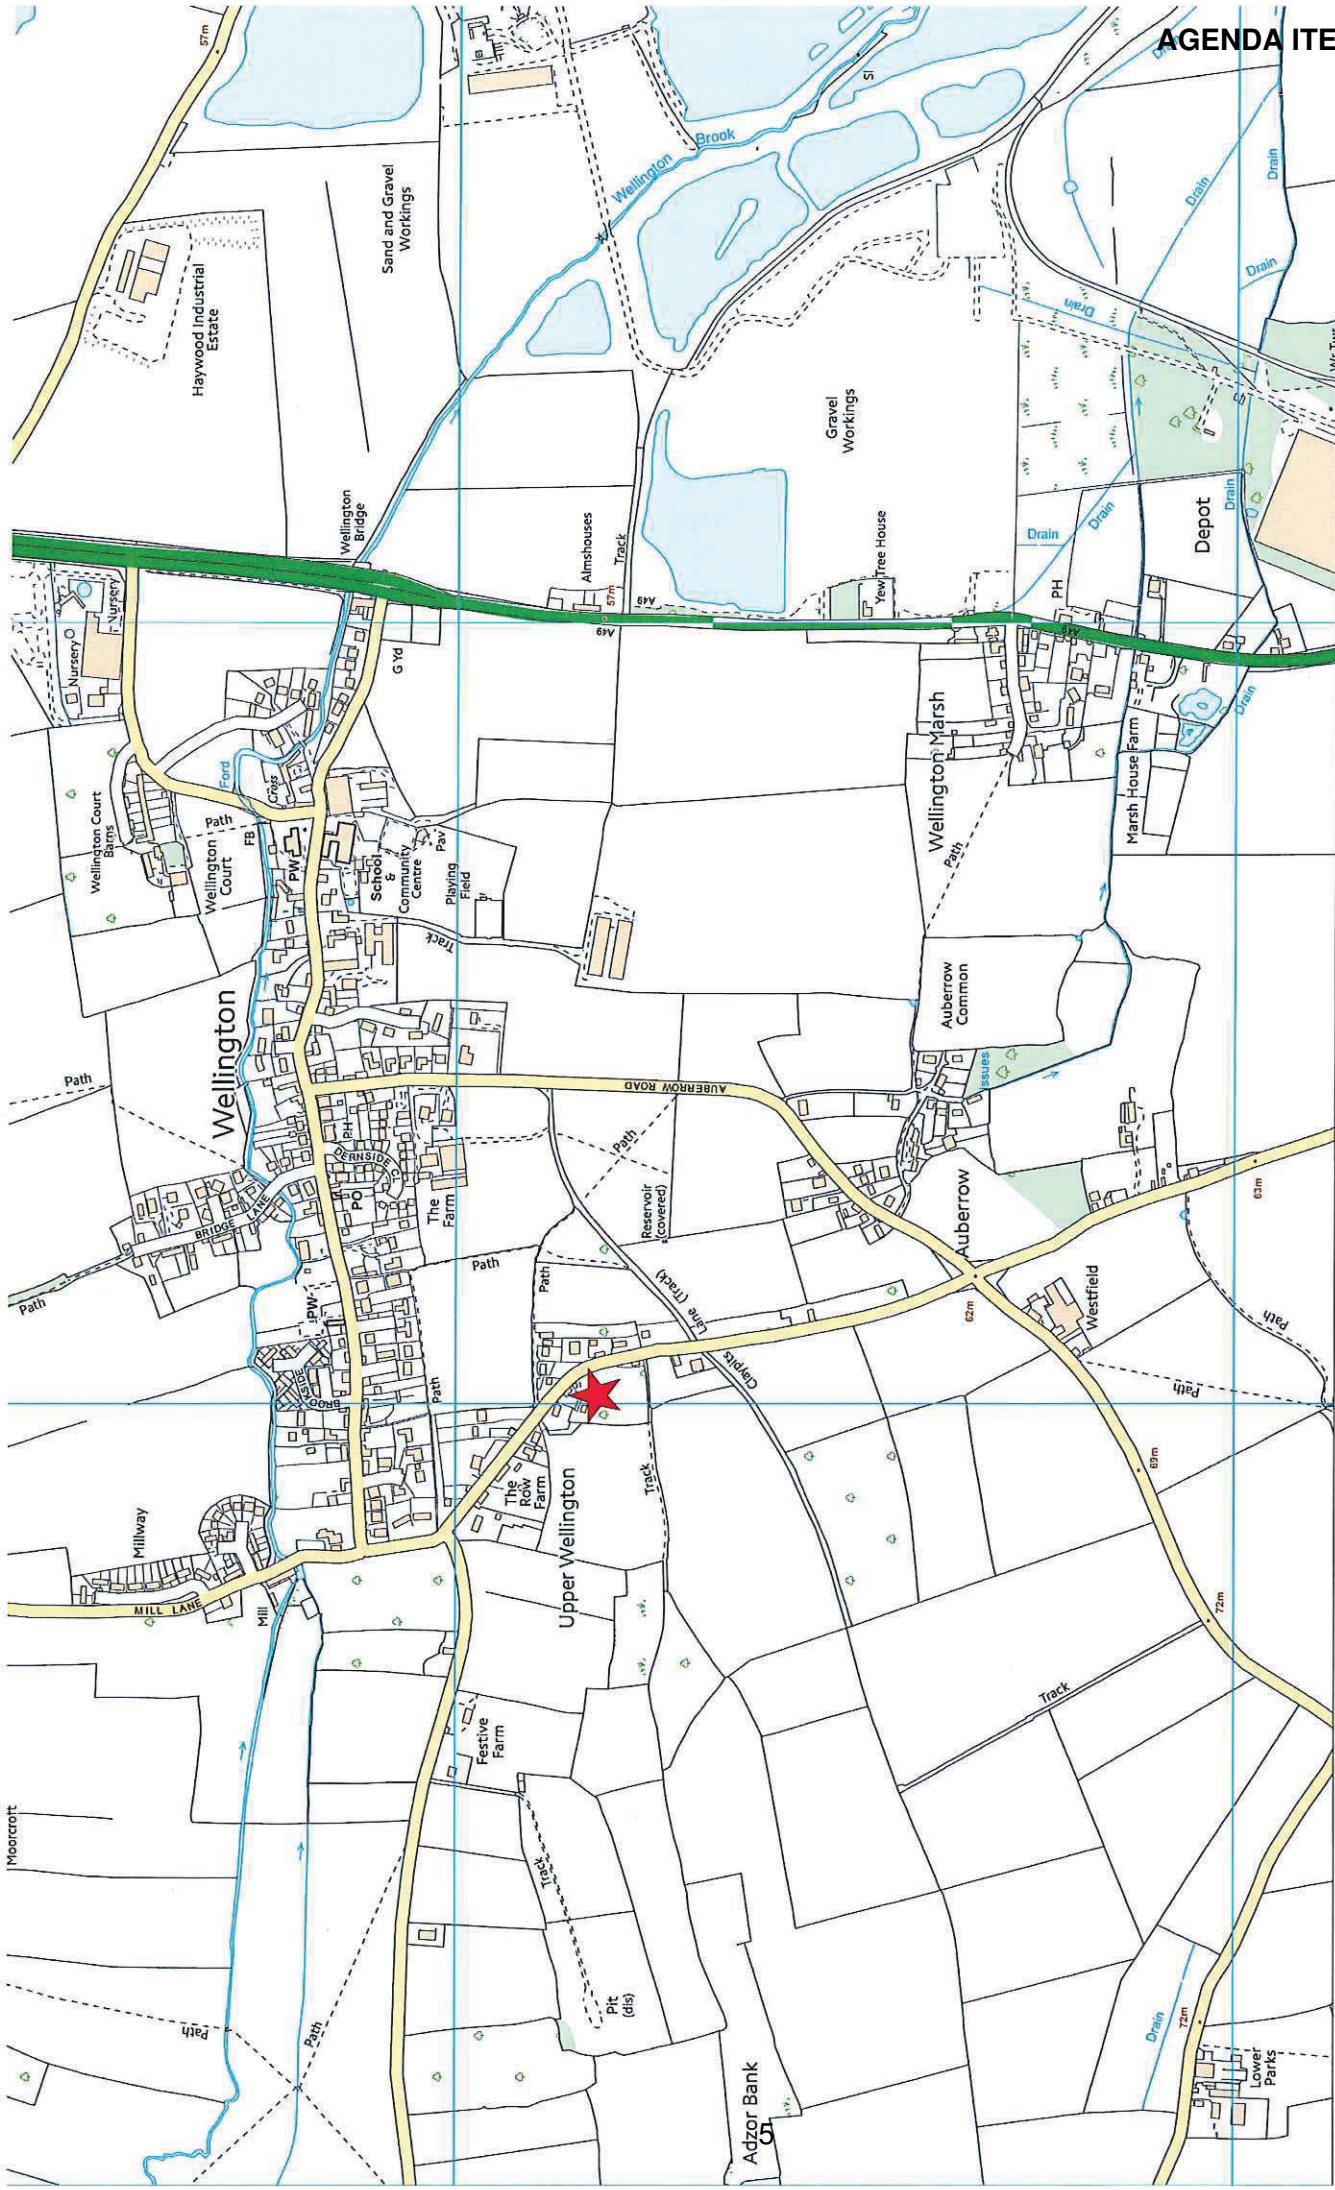 AGENDA ITE
57m
Haywood Industrial
Estate
Sand and Gravel
Workings
Wellington
Brook
Sl
Drain
Drain
Drain
Drain
Drain
Gravel
Workings
Wellington
Bridge
Almshouses
Track
57m
A49
A49
Yew Tree House
Drain
Drain
Drain
Depot
PH
A49
Nursery
Nursery
G Yd
Ford
Cross
Wellington Court
Barns
Path
FB
Wellington
Court
PW
School
&
Community
Centre
Pav
Playing
Field
Track
Wellington Marsh
Path
Marsh House Farm
Drain
Wellington
Path
AUBERROW ROAD
Auberrow
Common
Issues
PH
DERNSIDE CL
PO
The
Farm
BRIDGE LANE
Path
Path
Path
Path
Reservoir
(covered)
Auberrow
63m
PW
BROOKSIDE
Path
Lane (Track)
Claypits
62m
Westfield
Path
Path
Millway
MILL LANE
Mill
The
Row
Farm
Upper Wellington
Track
69m
72m
Track
Festive
Farm
Track
Pit
(dis)
Moorcroft
Path
Path
Adzor Bank
Drain
72m
Lower
Parks
5